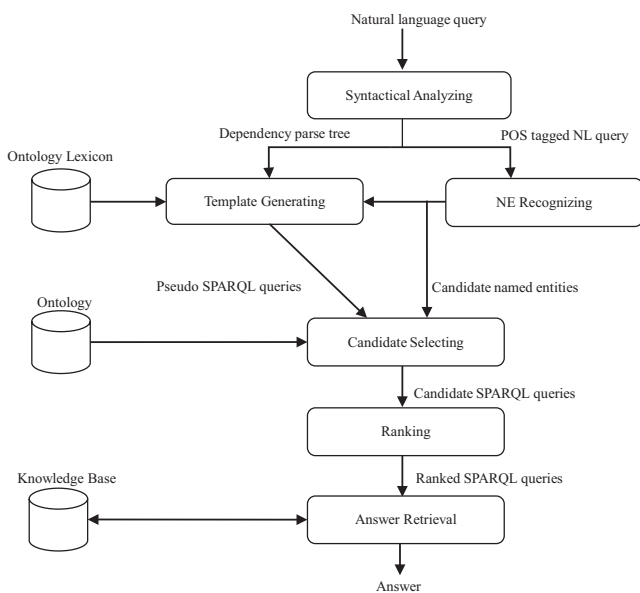 Natural language query
Syntactical Analyzing
Dependency parse tree
POS tagged NL query
Ontology Lexicon
Template Generating
NE Recognizing
Pseudo SPARQL queries
Candidate named entities
Ontology
Candidate Selecting
Candidate SPARQL queries
Ranking
Ranked SPARQL queries
Knowledge Base
Answer Retrieval
Answer